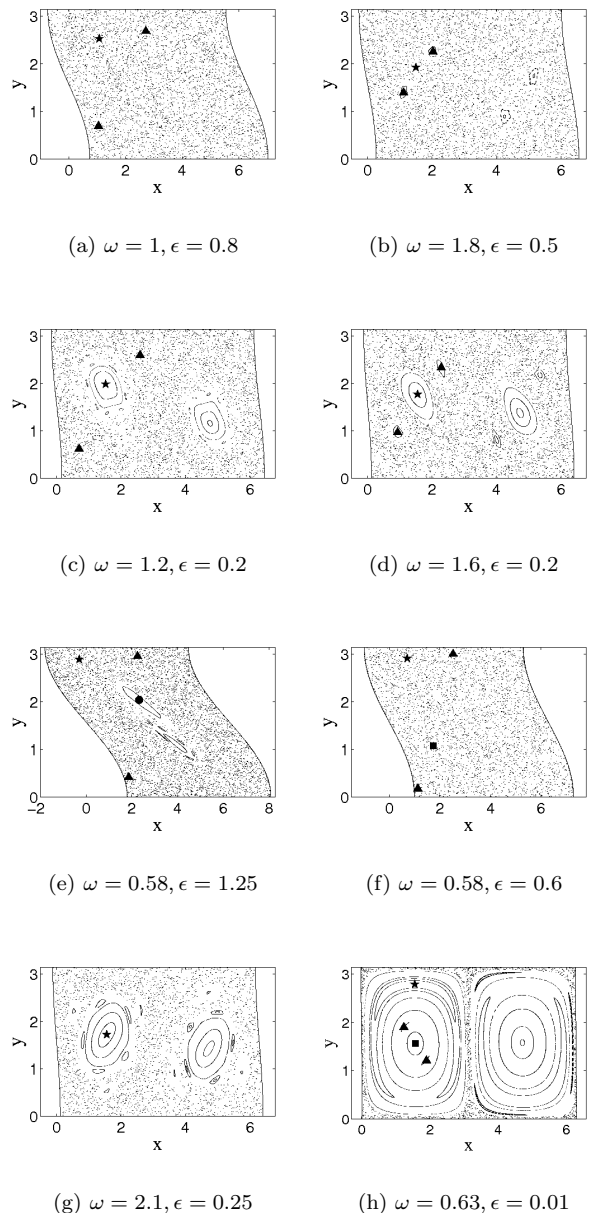 3
2
y
1
0
0 2 4 6
x
(a) ω = 1, ϵ = 0.8
3
2
y
1
0
0 2 4 6
x
(b) ω = 1.8, ϵ = 0.5
3
2
y
1
0
0 2 4 6
x
(c) ω = 1.2, ϵ = 0.2
3
2
y
1
0
0 2 4 6
x
(d) ω = 1.6, ϵ = 0.2
3
2
y
1
0
−2 0 2 4 6 8
x
(e) ω = 0.58, ϵ = 1.25
3
2
y
1
0
0 2 4 6
x
(f) ω = 0.58, ϵ = 0.6
3
2
y
1
0
0 2 4 6
x
(g) ω = 2.1, ϵ = 0.25
3
2
y
1
0
0 2 4 6
x
(h) ω = 0.63, ϵ = 0.01